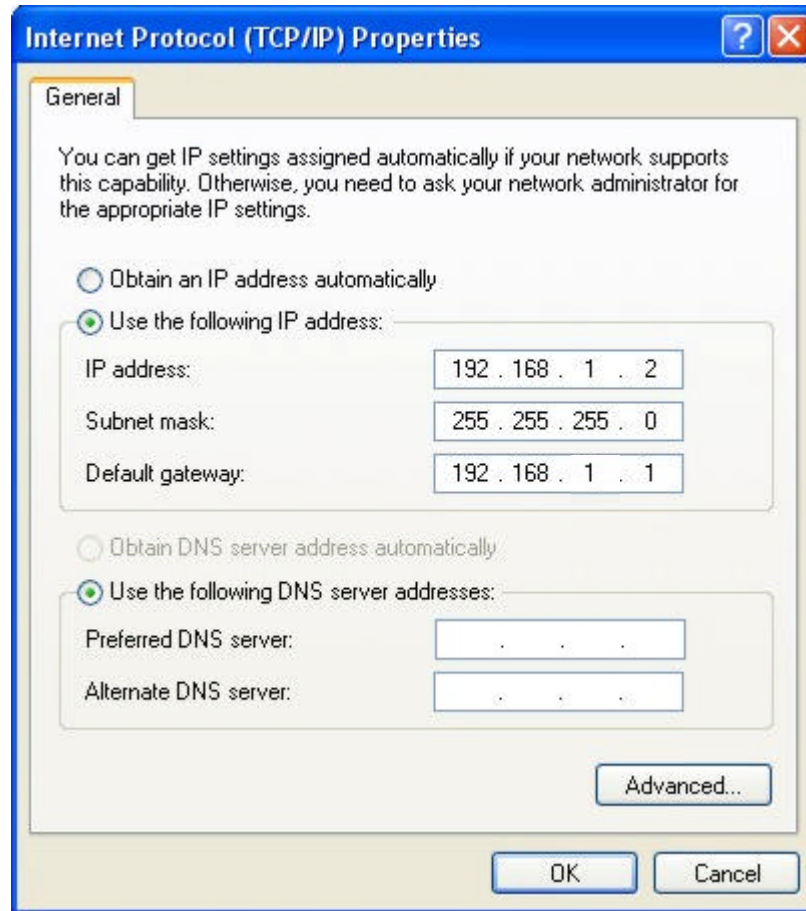 Internet Protocol (TCP/IP) Properties
General
You can get IP settings assigned automatically if your network supports
this capability. Otherwise, you need to ask your network administrator for
the appropriate IP settings.
Obtain an IP address automatically
Use the following IP address:
IP address: 192 . 168 . 1 . 2
Subnet mask: 255 . 255 . 255 . 0
Default gateway: 192 . 168 . 1 . 1
Obtain DNS server address automatically
Use the following DNS server addresses:
Preferred DNS server: . . .
Alternate DNS server: . . .
Advanced...
OK Cancel